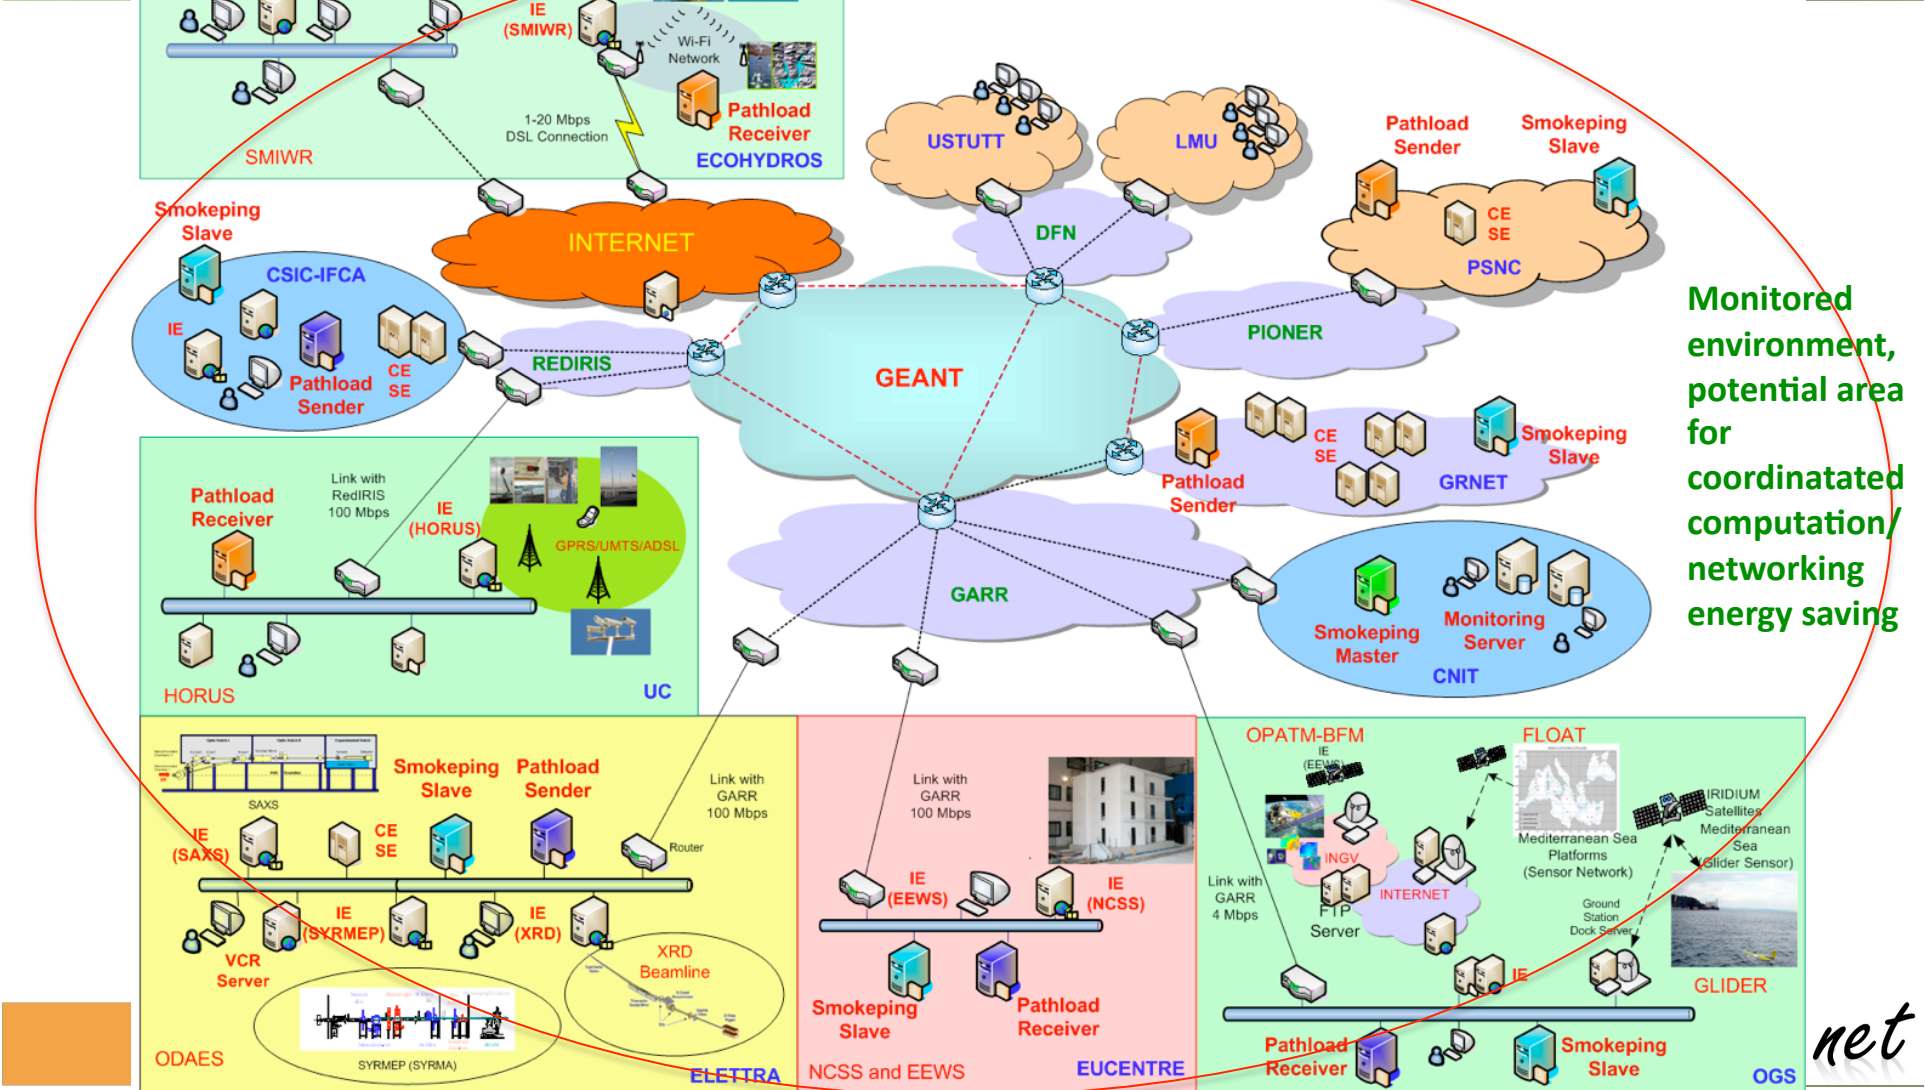 IE
(SMIWR)
Wi-Fi
Network
Pathload
Receiver
1-20 Mbps
DSL Connection
SMIWR
ECOHYDROS
USTUTT
LMU
Pathload
Sender
Smokeping
Slave
CE
SE
PSNC
Smokeping
Slave
INTERNET
DFN
CSIC-IFCA
IE
Pathload
Sender
CE
SE
REDIRIS
GEANT
PIONER
Monitored
environment,
potential area
for
coordinatated
computation/
networking
energy saving
Pathload
Sender
CE
SE
Smokeping
Slave
GRNET
Link with
RedIRIS
100 Mbps
Pathload
Receiver
IE
(HORUS)
GPRS/UMTS/ADSL
HORUS
UC
GARR
Smokeping
Master
Monitoring
Server
CNIT
SAXS
Smokeping
Slave
Pathload
Sender
Link with
GARR
100 Mbps
IE
(SAXS)
CE
SE
Router
VCR
Server
IE
(SYRMEP)
IE
(XRD)
XRD
Beamline
SYRMEP (SYRMA)
ODAES
ELETTRA
Link with
GARR
100 Mbps
IE
(EEWS)
IE
(NCSS)
Smokeping
Slave
Pathload
Receiver
NCSS and EEWS
EUCENTRE
OPATM-BFM
IE
(EEWS)
FLOAT
IRIDIUM
Satellites
Mediterranean
Sea
(Glider Sensor)
Mediterranean Sea
Platforms
(Sensor Network)
INGV
INTERNET
Link with
GARR
4 Mbps
FTP
Server
Ground
Station
Dock Server
IE
GLIDER
Pathload
Receiver
Smokeping
Slave
OGS
net